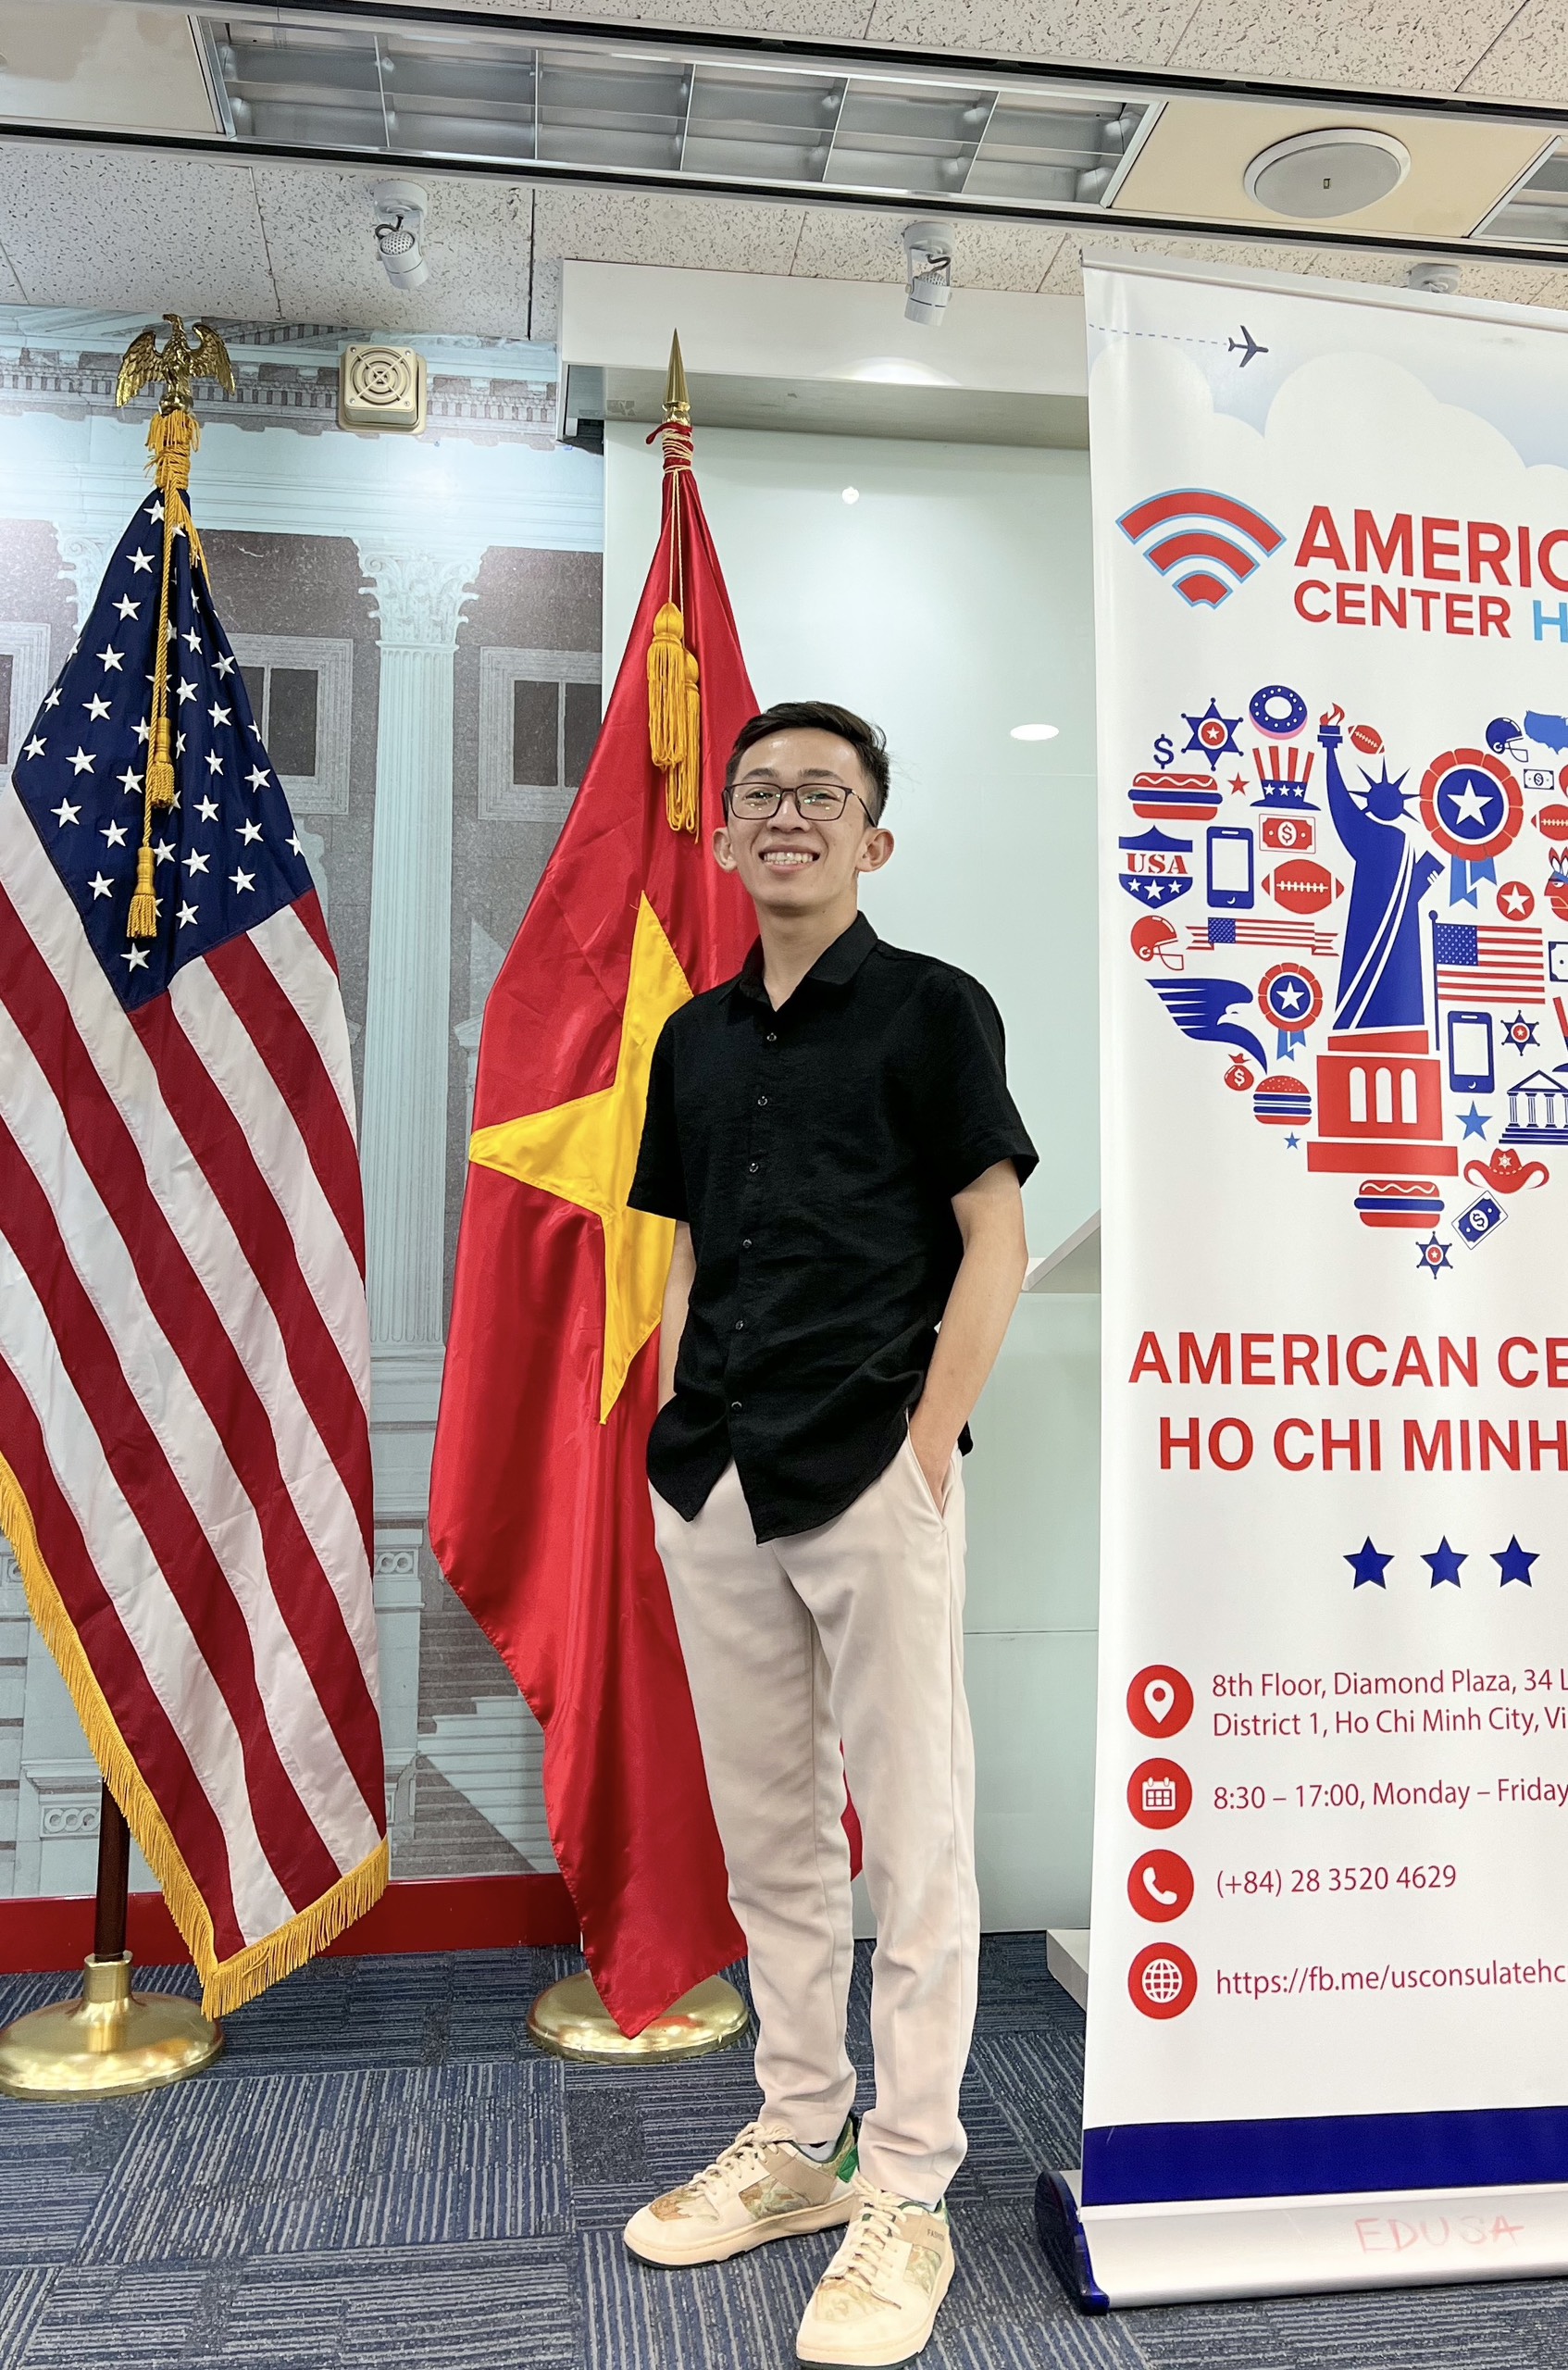 AMERIC
CENTER H
USA
AMERICAN CE
HO CHI MINH
8th Floor, Diamond Plaza, 34 L
District 1, Ho Chi Minh City, Vi
8:30 – 17:00, Monday – Friday
(+84) 28 3520 4629
https://fb.me/usconsulatehc
EDUSA